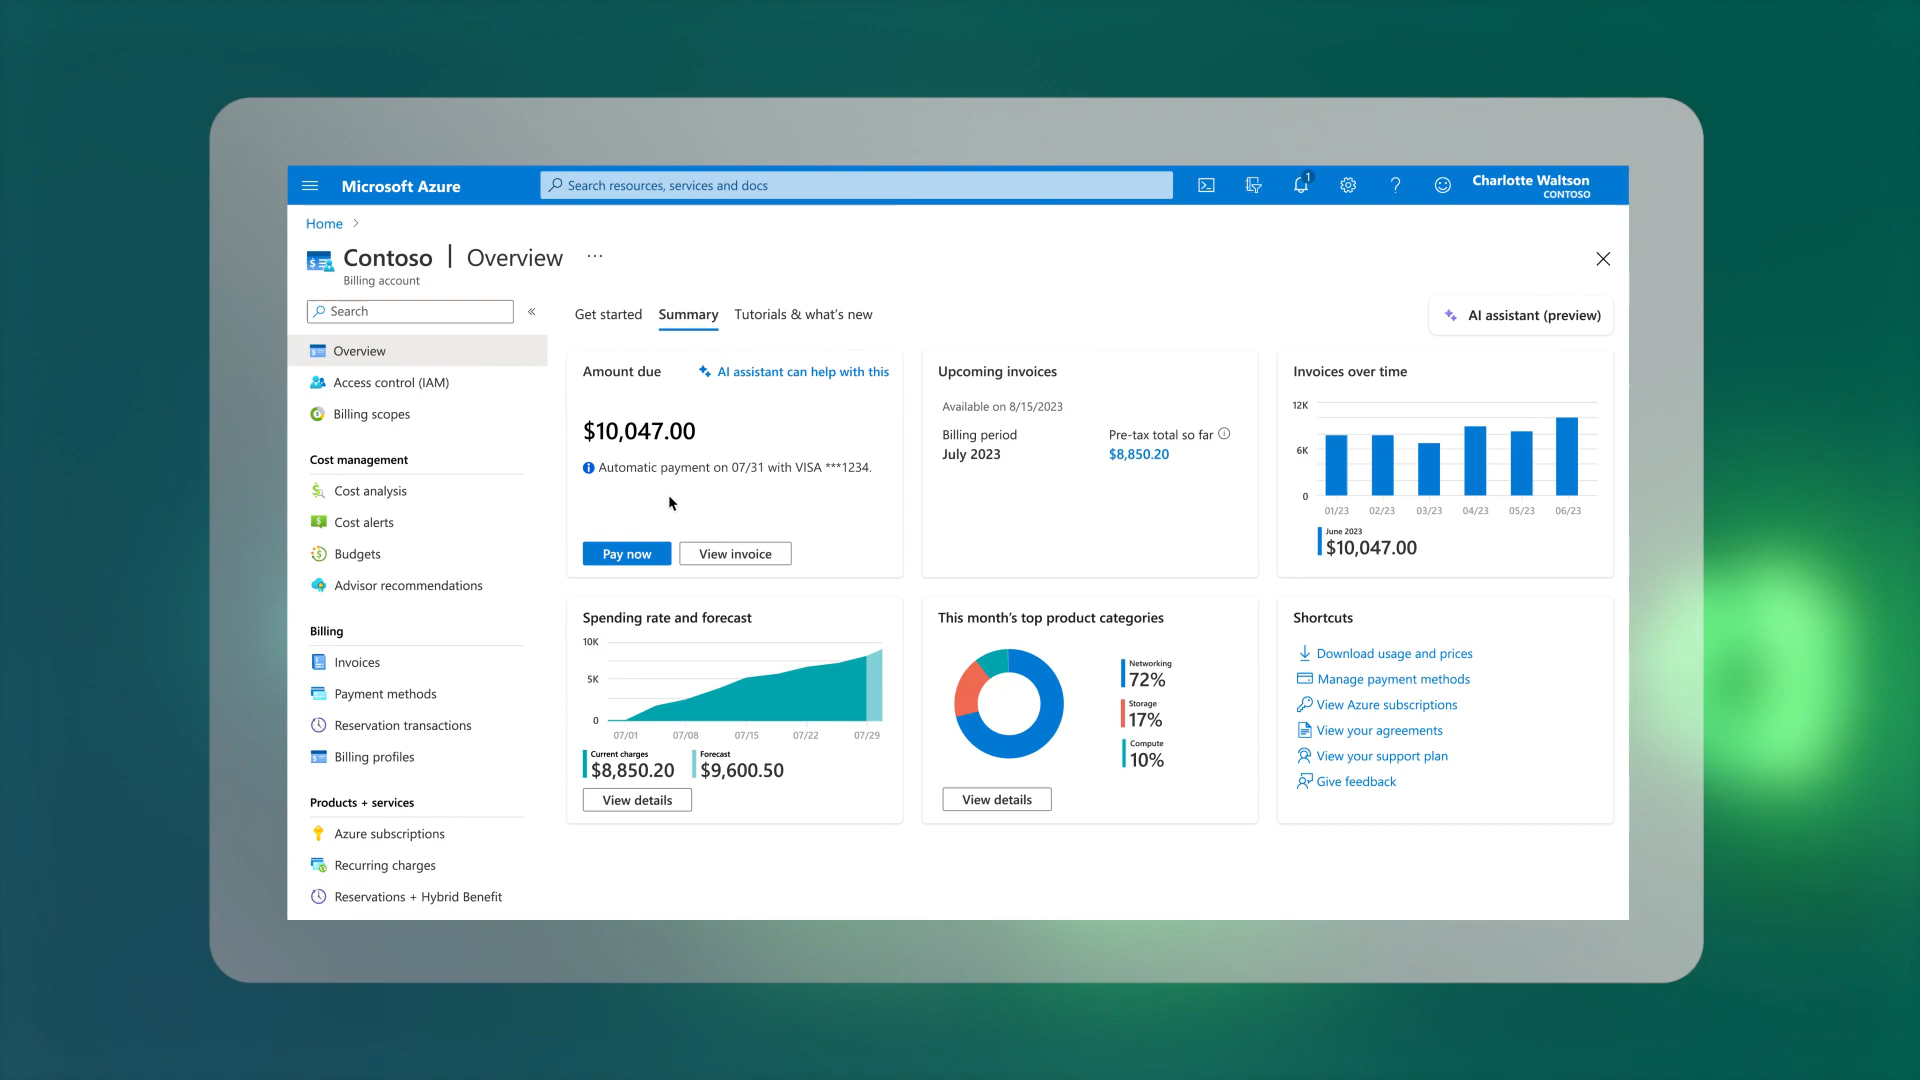 Microsoft Azure
Search resources, services and docs
1
Charlotte Waltson
CONTOSO
Home
Contoso | Overview ...
Billing account
Search
«
Get started
Summary
Tutorials & what's new
AI assistant (preview)
Overview
Access control (IAM)
Billing scopes
Cost management
Cost analysis
Cost alerts
Budgets
Advisor recommendations
Billing
Invoices
Payment methods
Reservation transactions
Billing profiles
Products + services
Azure subscriptions
Recurring charges
Reservations + Hybrid Benefit
Amount due
AI assistant can help with this
$10,047.00
Automatic payment on 07/31 with VISA ***1234.
Pay now
View invoice
Upcoming invoices
Available on 8/15/2023
Billing period
Pre-tax total so far
July 2023
$8,850.20
Invoices over time
12K
6K
0
01/23 02/23 03/23 04/23 05/23 06/23
June 2023
$10,047.00
Spending rate and forecast
10K
5K
0
07/01 07/08 07/15 07/22 07/29
Current charges
$8,850.20
Forecast
$9,600.50
View details
This month's top product categories
Networking
72%
Storage
17%
Compute
10%
View details
Shortcuts
Download usage and prices
Manage payment methods
View Azure subscriptions
View your agreements
View your support plan
Give feedback